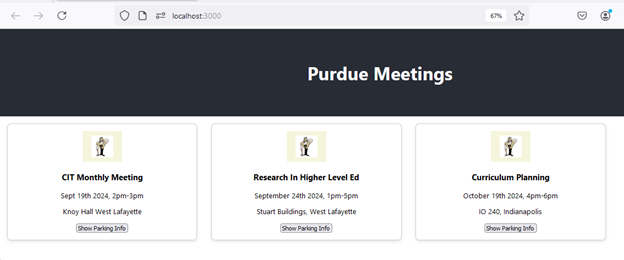 localhost:3000
67%
Purdue Meetings
CIT Monthly Meeting
Sept 19th 2024, 2pm-3pm
Knoy Hall West Lafayette
Show Parking Info
Research In Higher Level Ed
September 24th 2024, 1pm-5pm
Stuart Buildings, West Lafayette
Show Parking Info
Curriculum Planning
October 19th 2024, 4pm-6pm
IO 240, Indianapolis
Show Parking Info